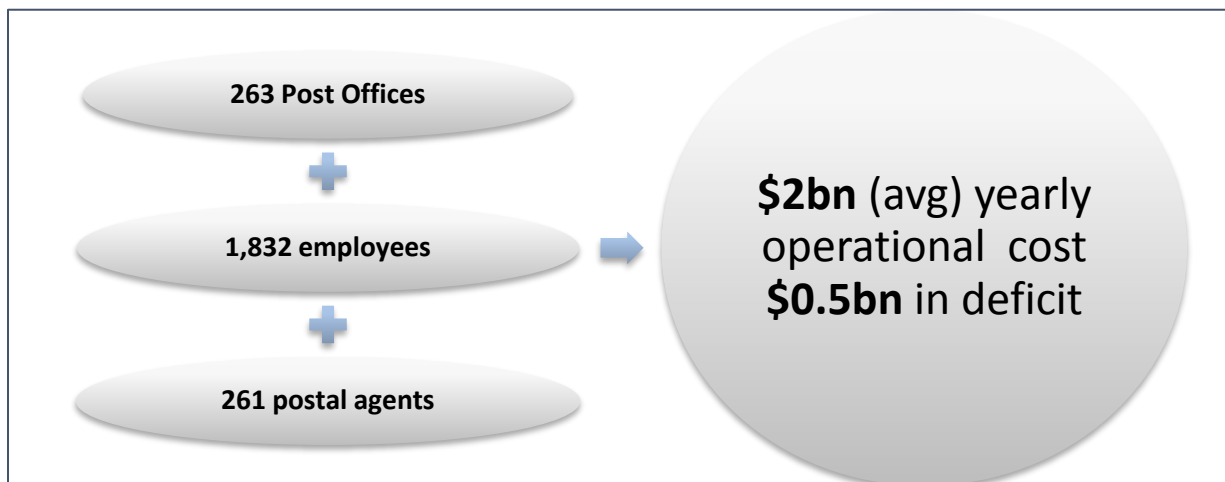 263 Post Offices
1,832 employees
261 postal agents
$2bn (avg) yearly
operational cost
$0.5bn in deficit